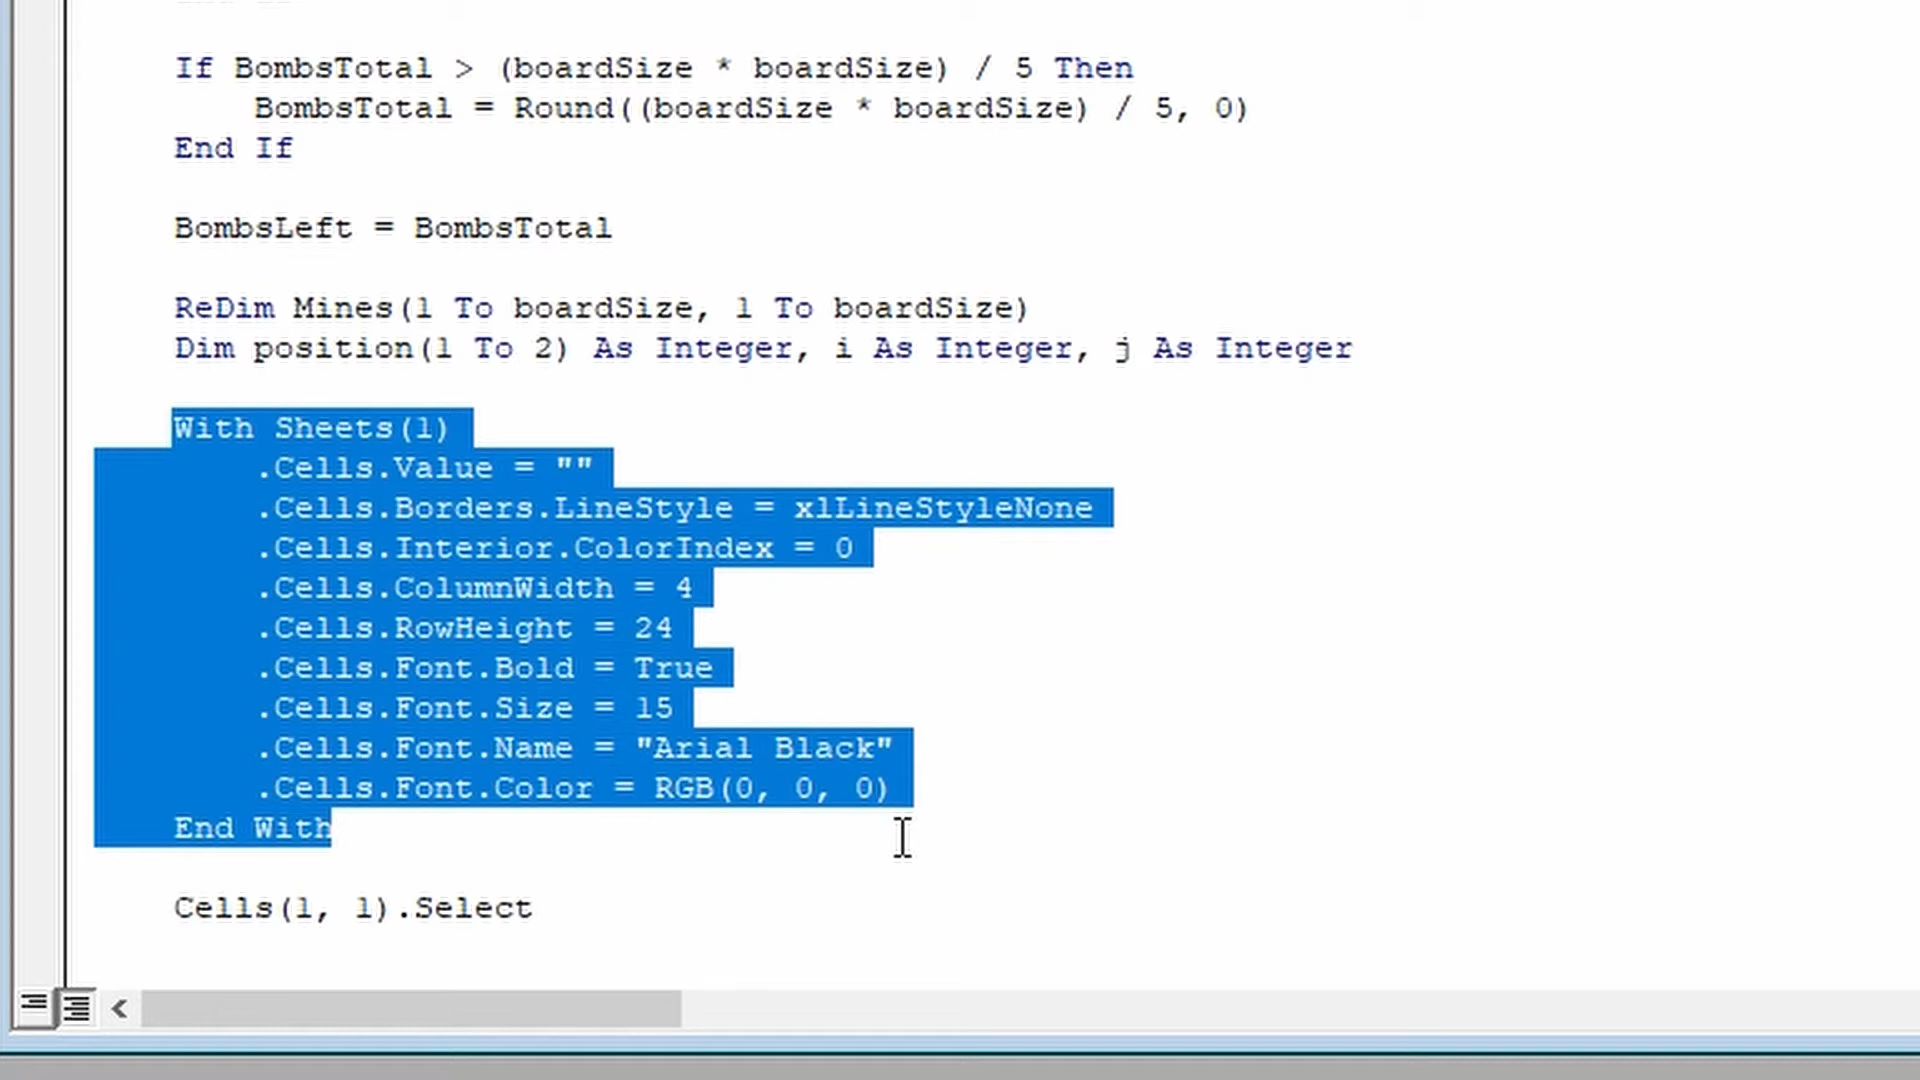 If BombsTotal > (boardSize * boardSize) / 5 Then
BombsTotal = Round((boardSize * boardSize) / 5, 0)
End If
BombsLeft = BombsTotal
ReDim Mines(1 To boardSize, 1 To boardSize)
Dim position(1 To 2) As Integer, i As Integer, j As Integer
With Sheets(1)
.Cells.Value = ""
.Cells.Borders.LineStyle = xlLineStyleNone
.Cells.Interior.ColorIndex = 0
.Cells.ColumnWidth = 4
.Cells.RowHeight = 24
.Cells.Font.Bold = True
.Cells.Font.Size = 15
.Cells.Font.Name = "Arial Black"
.Cells.Font.Color = RGB(0, 0, 0)
End With
Cells(1, 1).Select